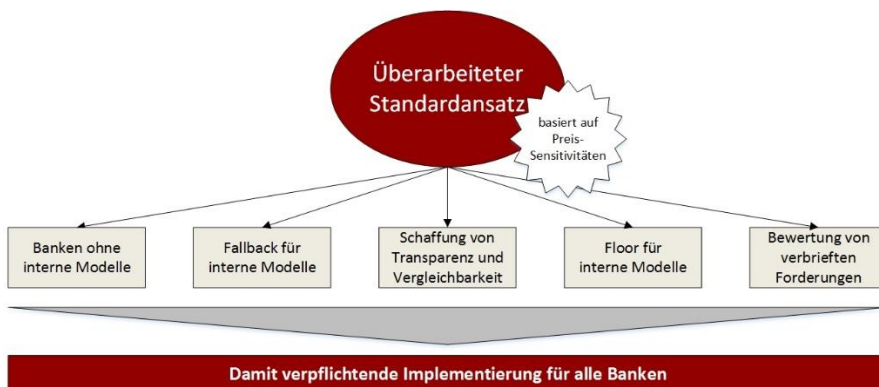 Überarbeiteter
Standardansatz
basiert auf
Preis-
Sensitivitäten
Banken ohne
interne Modelle
Fallback für
interne Modelle
Schaffung von
Transparenz und
Vergleichbarkeit
Floor für
interne Modelle
Bewertung von
verbrieften
Forderungen
Damit verpflichtende Implementierung für alle Banken